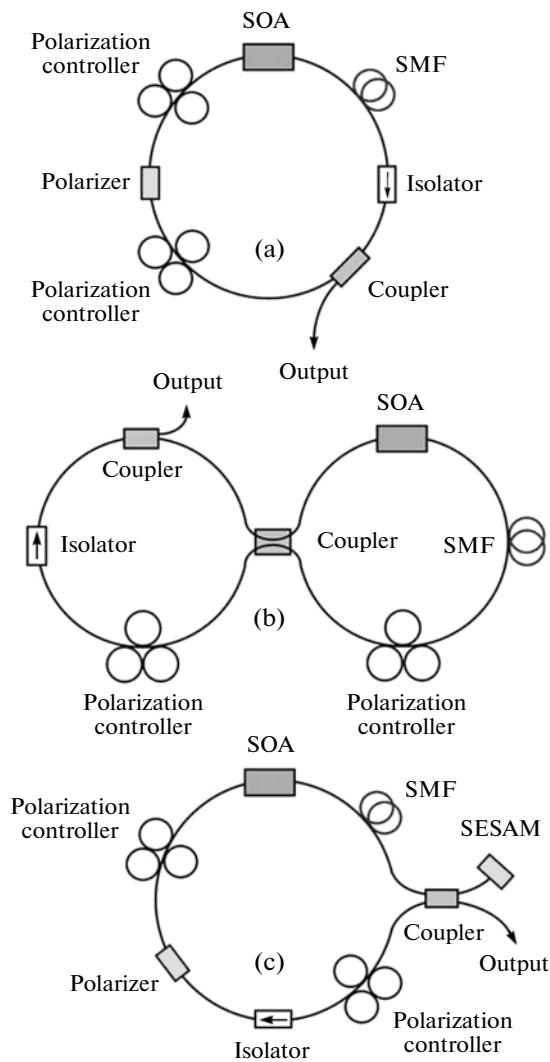 SOA
Polarization
controller
SMF
Polarizer
Isolator
(a)
Polarization
controller
Coupler
Output
Output
SOA
Coupler
Isolator
Coupler
SMF
(b)
Polarization
controller
Polarization
controller
SOA
SMF
Polarization
controller
SESAM
Coupler
Polarizer
(c)
Output
Isolator
Polarization
controller